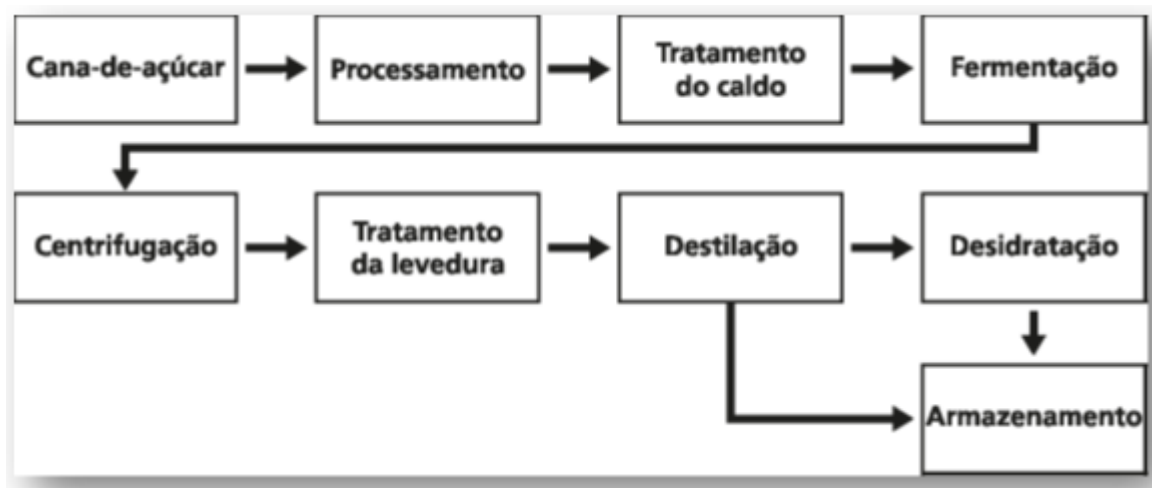 Cana-de-açúcar
Processamento
Tratamento
do caldo
Fermentação
Centrifugação
Tratamento
da levedura
Destilação
Desidratação
Armazenamento